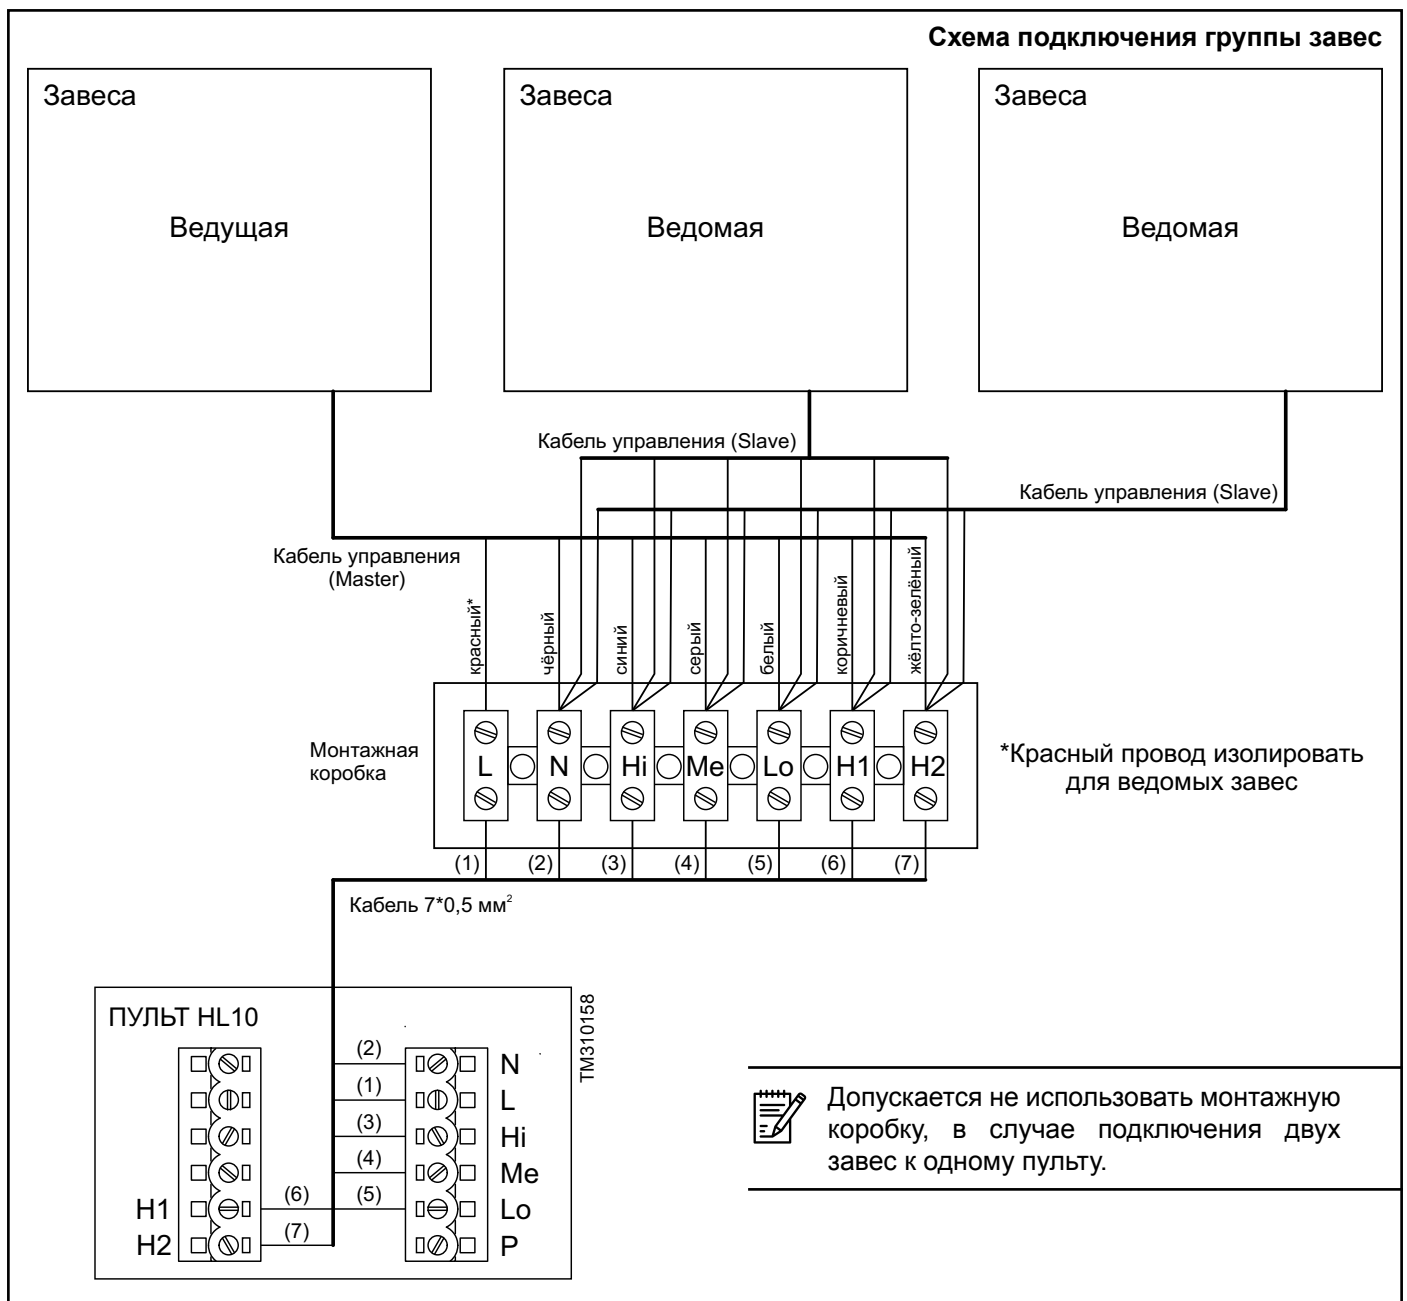 Схема подключения группы завес
Завеса
Завеса
Завеса
Ведущая
Ведомая
Ведомая
Кабель управления (Slave)
Кабель управления (Slave)
Кабель управления
(Master)
красный*
чёрный
синий
серый
белый
коричневый
жёлто-зелёный
Монтажная
коробка
L N Hi Me Lo H1 H2
*Красный провод изолировать
для ведомых завес
(1) (2) (3) (4) (5) (6) (7)
Кабель 7*0,5 мм²
ПУЛЬТ HL10
TM310158
(2) N
(1) L
(3) Hi
(4) Me
H1 (6) (5) Lo
H2 (7) P
Допускается не использовать монтажную
коробку, в случае подключения двух
завес к одному пульту.